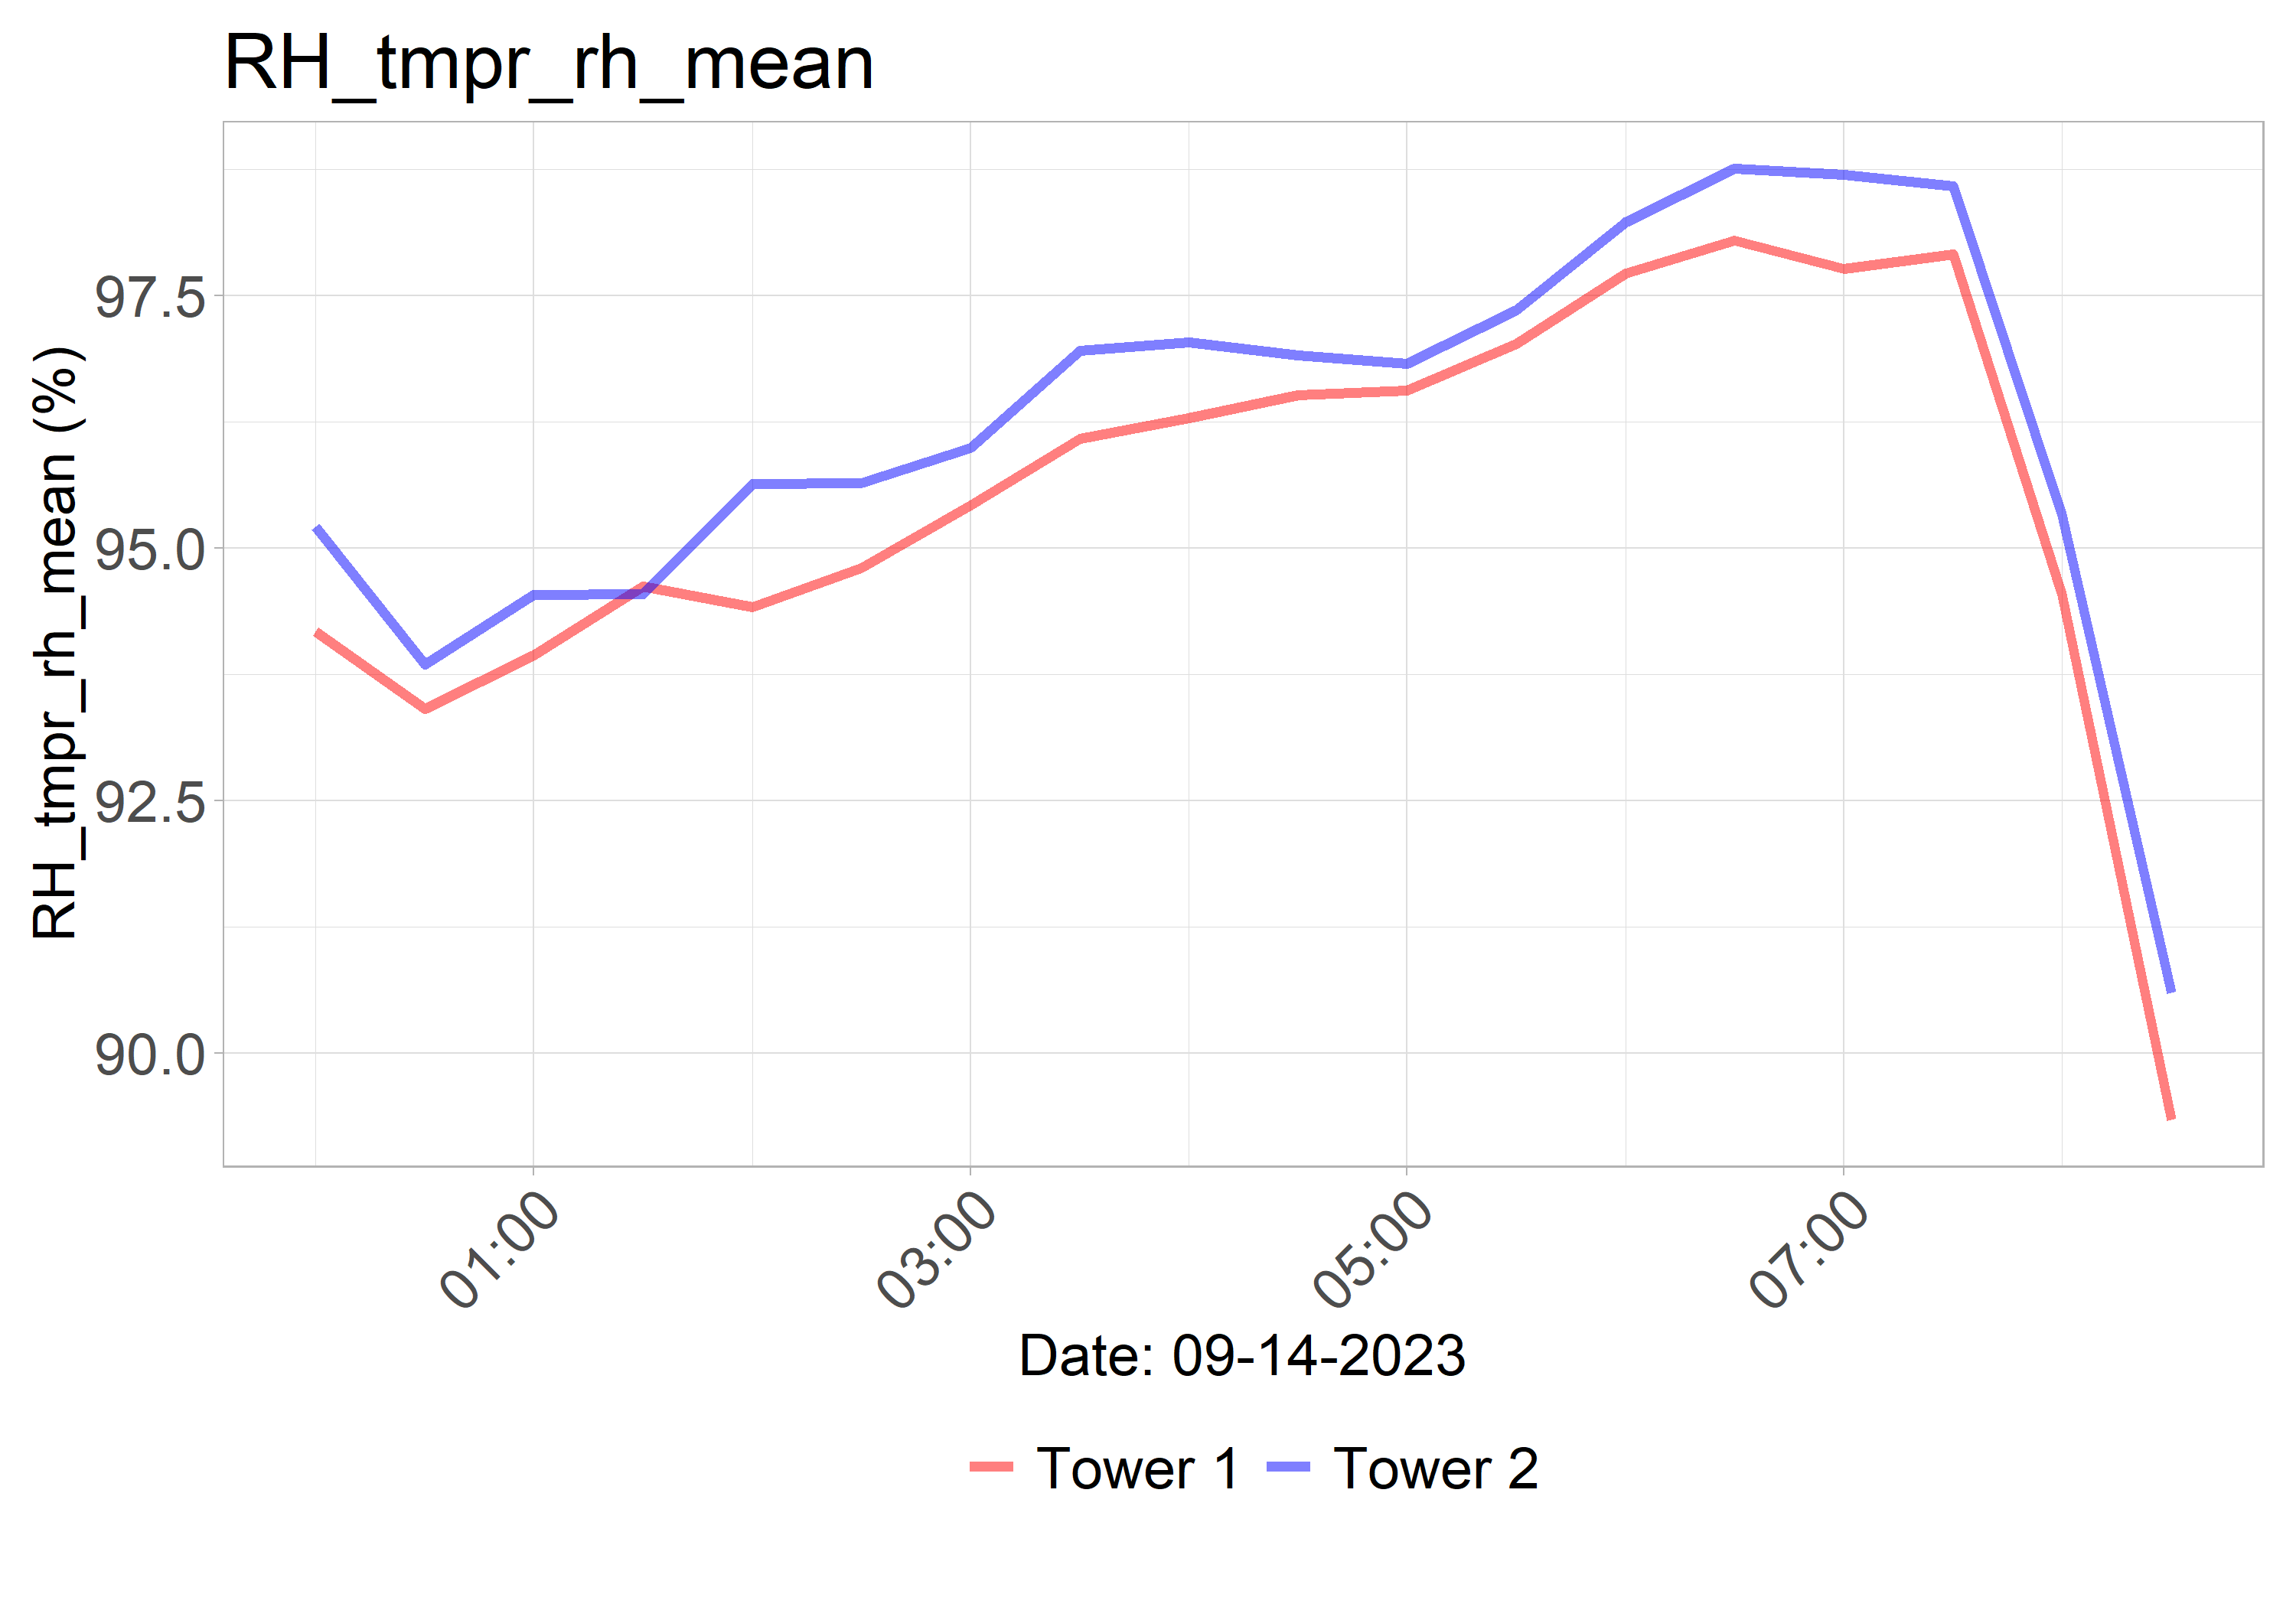 RH_tmpr_rh_mean
RH_tmpr_rh_mean (%)
97.5
95.0
92.5
90.0
01:00
03:00
05:00
07:00
Date: 09-14-2023
Tower 1
Tower 2